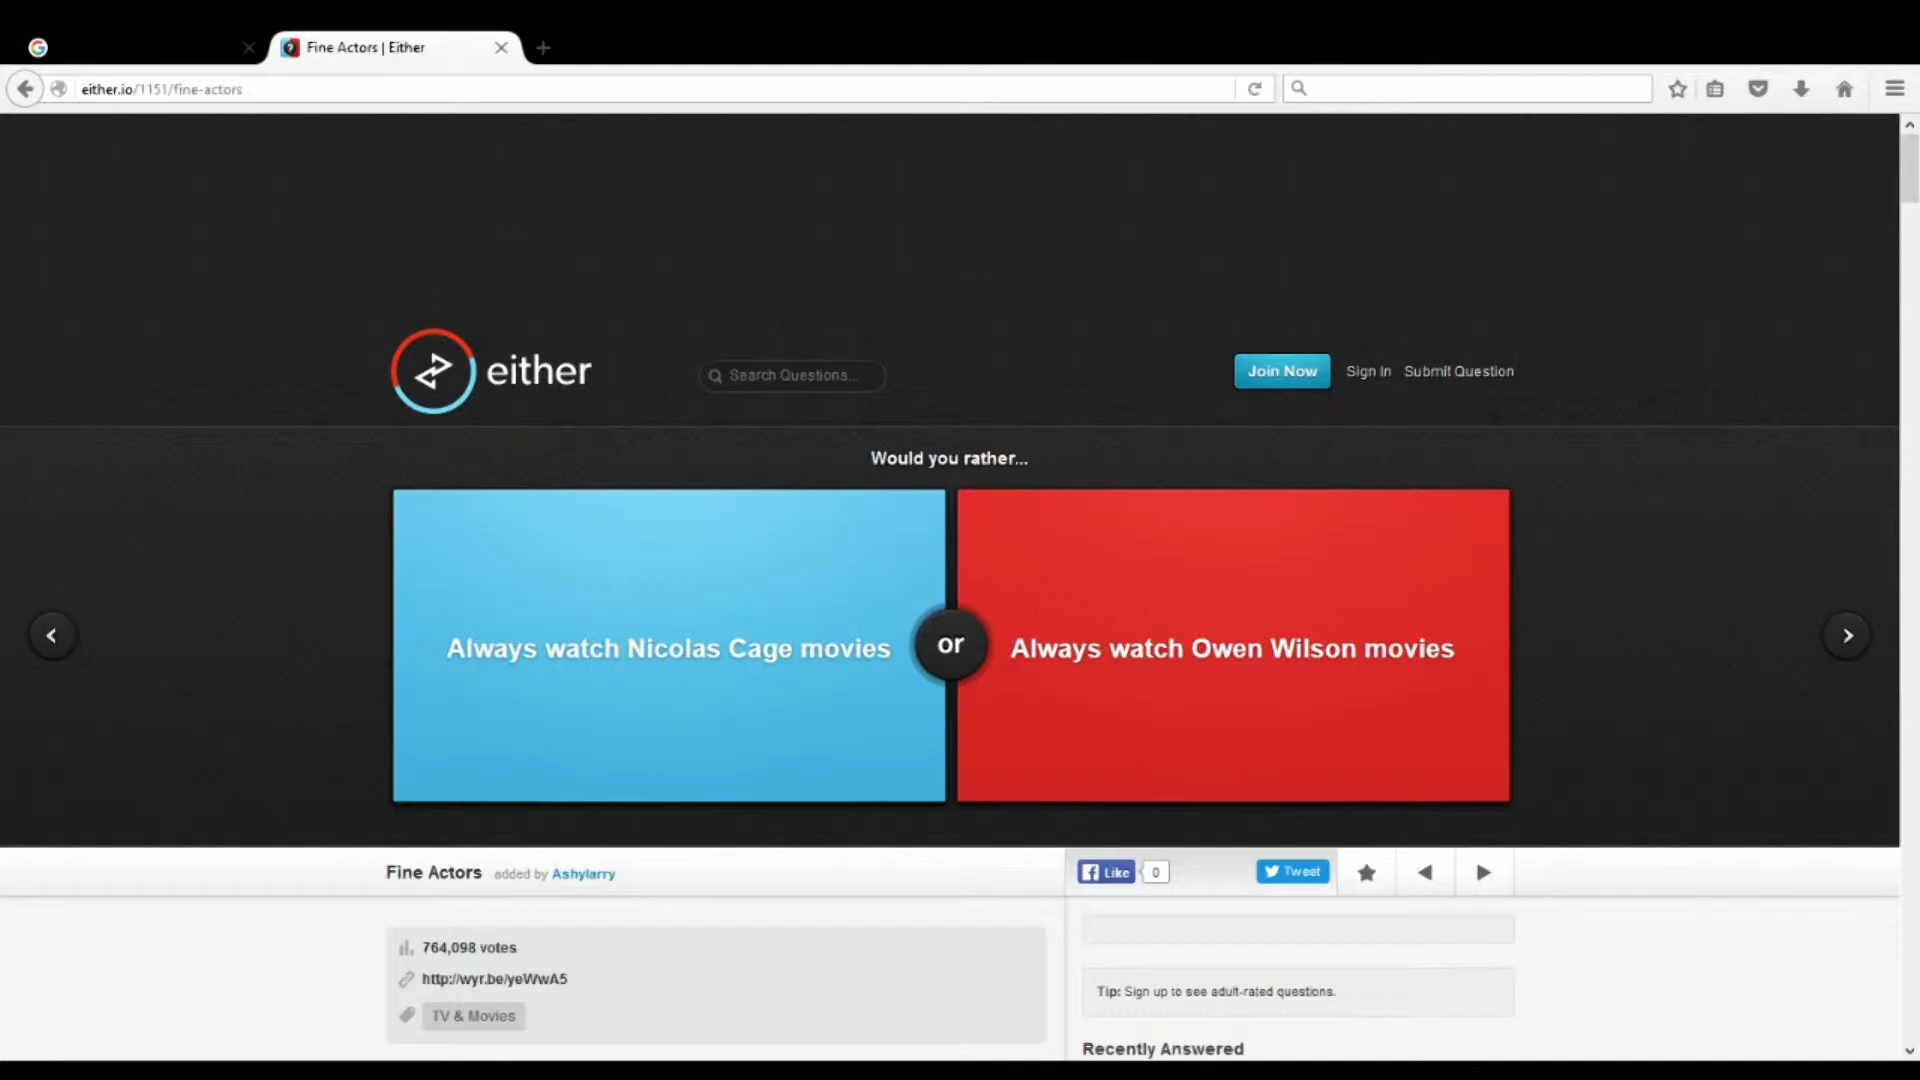 Fine Actors | Either
either.io/1151/fine-actors
either
Search Questions...
Join Now
Sign In
Submit Question
Would you rather...
Always watch Nicolas Cage movies
or
Always watch Owen Wilson movies
Fine Actors added by Ashylarry
Like
0
Tweet
764,098 votes
http://wyr.be/yeWwA5
TV & Movies
Tip: Sign up to see adult-rated questions.
Recently Answered